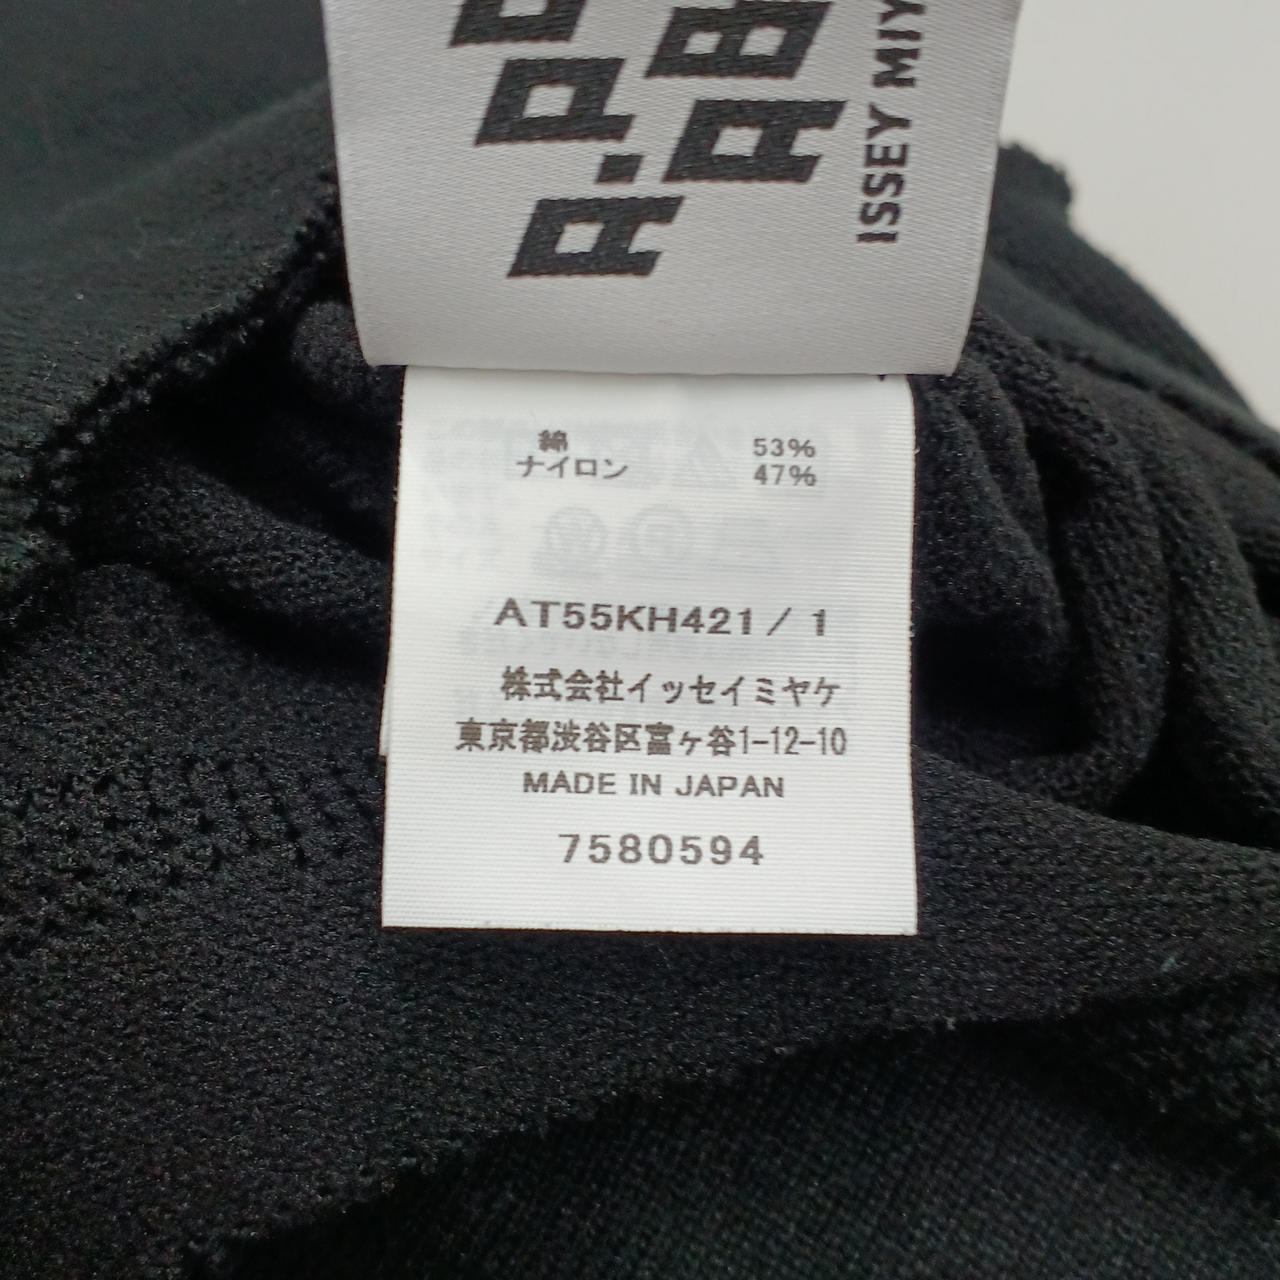 ISSEY MIY
綿 53%
ナイロン 47%
AT55KH421/ 1
株式会社イッセイミヤケ
東京都渋谷区富ヶ谷1-12-10
MADE IN JAPAN
7580594